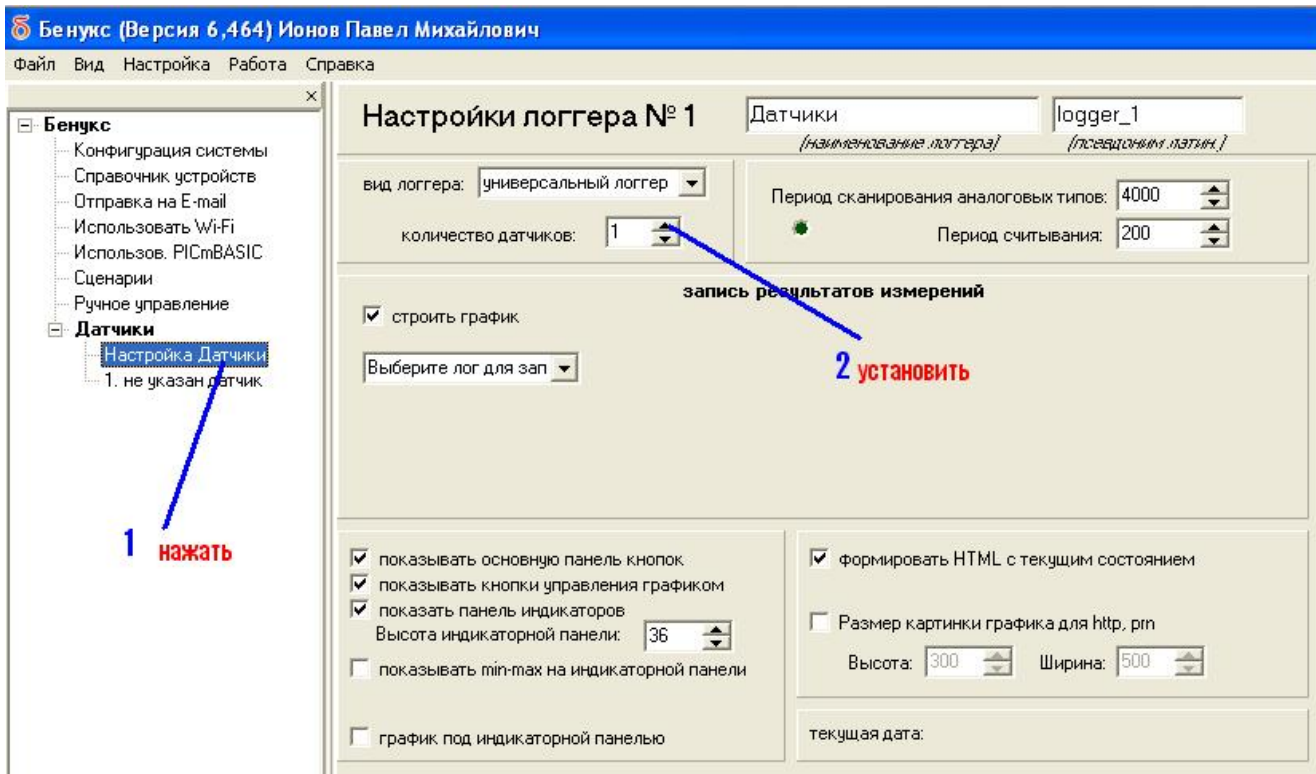 Бенукс (Версия 6,464) Ионов Павел Михайлович
Файл Вид Настройка Работа Справка
Бенукс
Конфигурация системы
Справочник устройств
Отправка на E-mail
Использовать Wi-Fi
Использов. PICmBASIC
Сценарии
Ручное управление
Датчики
Настройка Датчики
1. не указан датчик
1 нажать
Настройки логгера № 1
Датчики
logger_1
(наименование логгера)
(псевдоним латин.)
вид логгера: универсальный логгер
количество датчиков: 1
Период сканирования аналоговых типов: 4000
Период считывания: 200
запись результатов измерений
строить график
Выберите лог для зап
2 установить
показывать основную панель кнопок
показывать кнопки управления графиком
показать панель индикаторов
Высота индикаторной панели: 36
показывать min-max на индикаторной панели
график под индикаторной панелью
формировать HTML с текущим состоянием
Размер картинки графика для http, prn
Высота: 300 Ширина: 500
текущая дата: